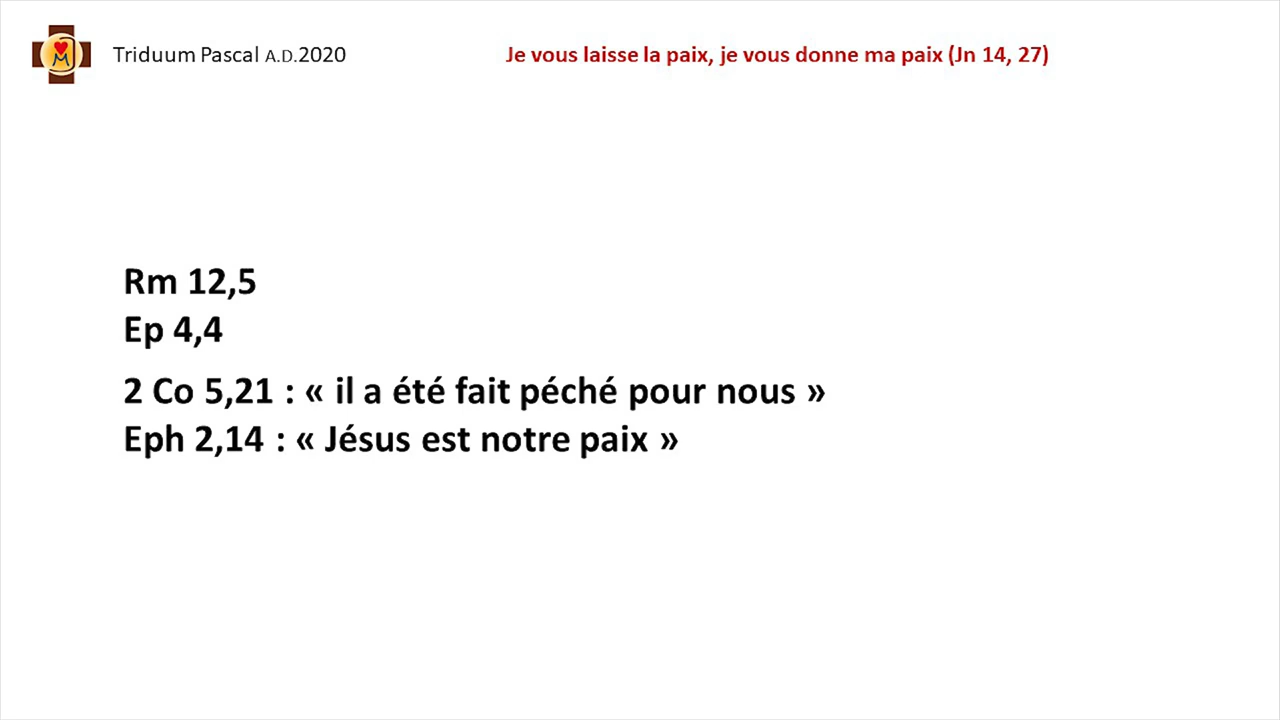 Triduum Pascal A.D.2020
Je vous laisse la paix, je vous donne ma paix (Jn 14, 27)
Rm 12,5
Ep 4,4
2 Co 5,21 : « il a été fait péché pour nous »
Eph 2,14 : « Jésus est notre paix »